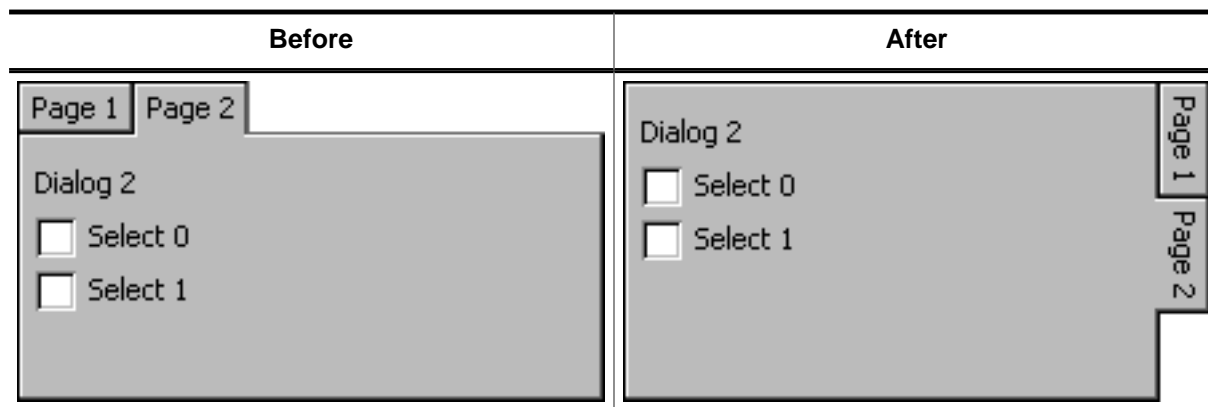 Before
After
Page 1
Page 2
Dialog 2
Select 0
Select 1
Dialog 2
Select 0
Select 1
Page 1
Page 2